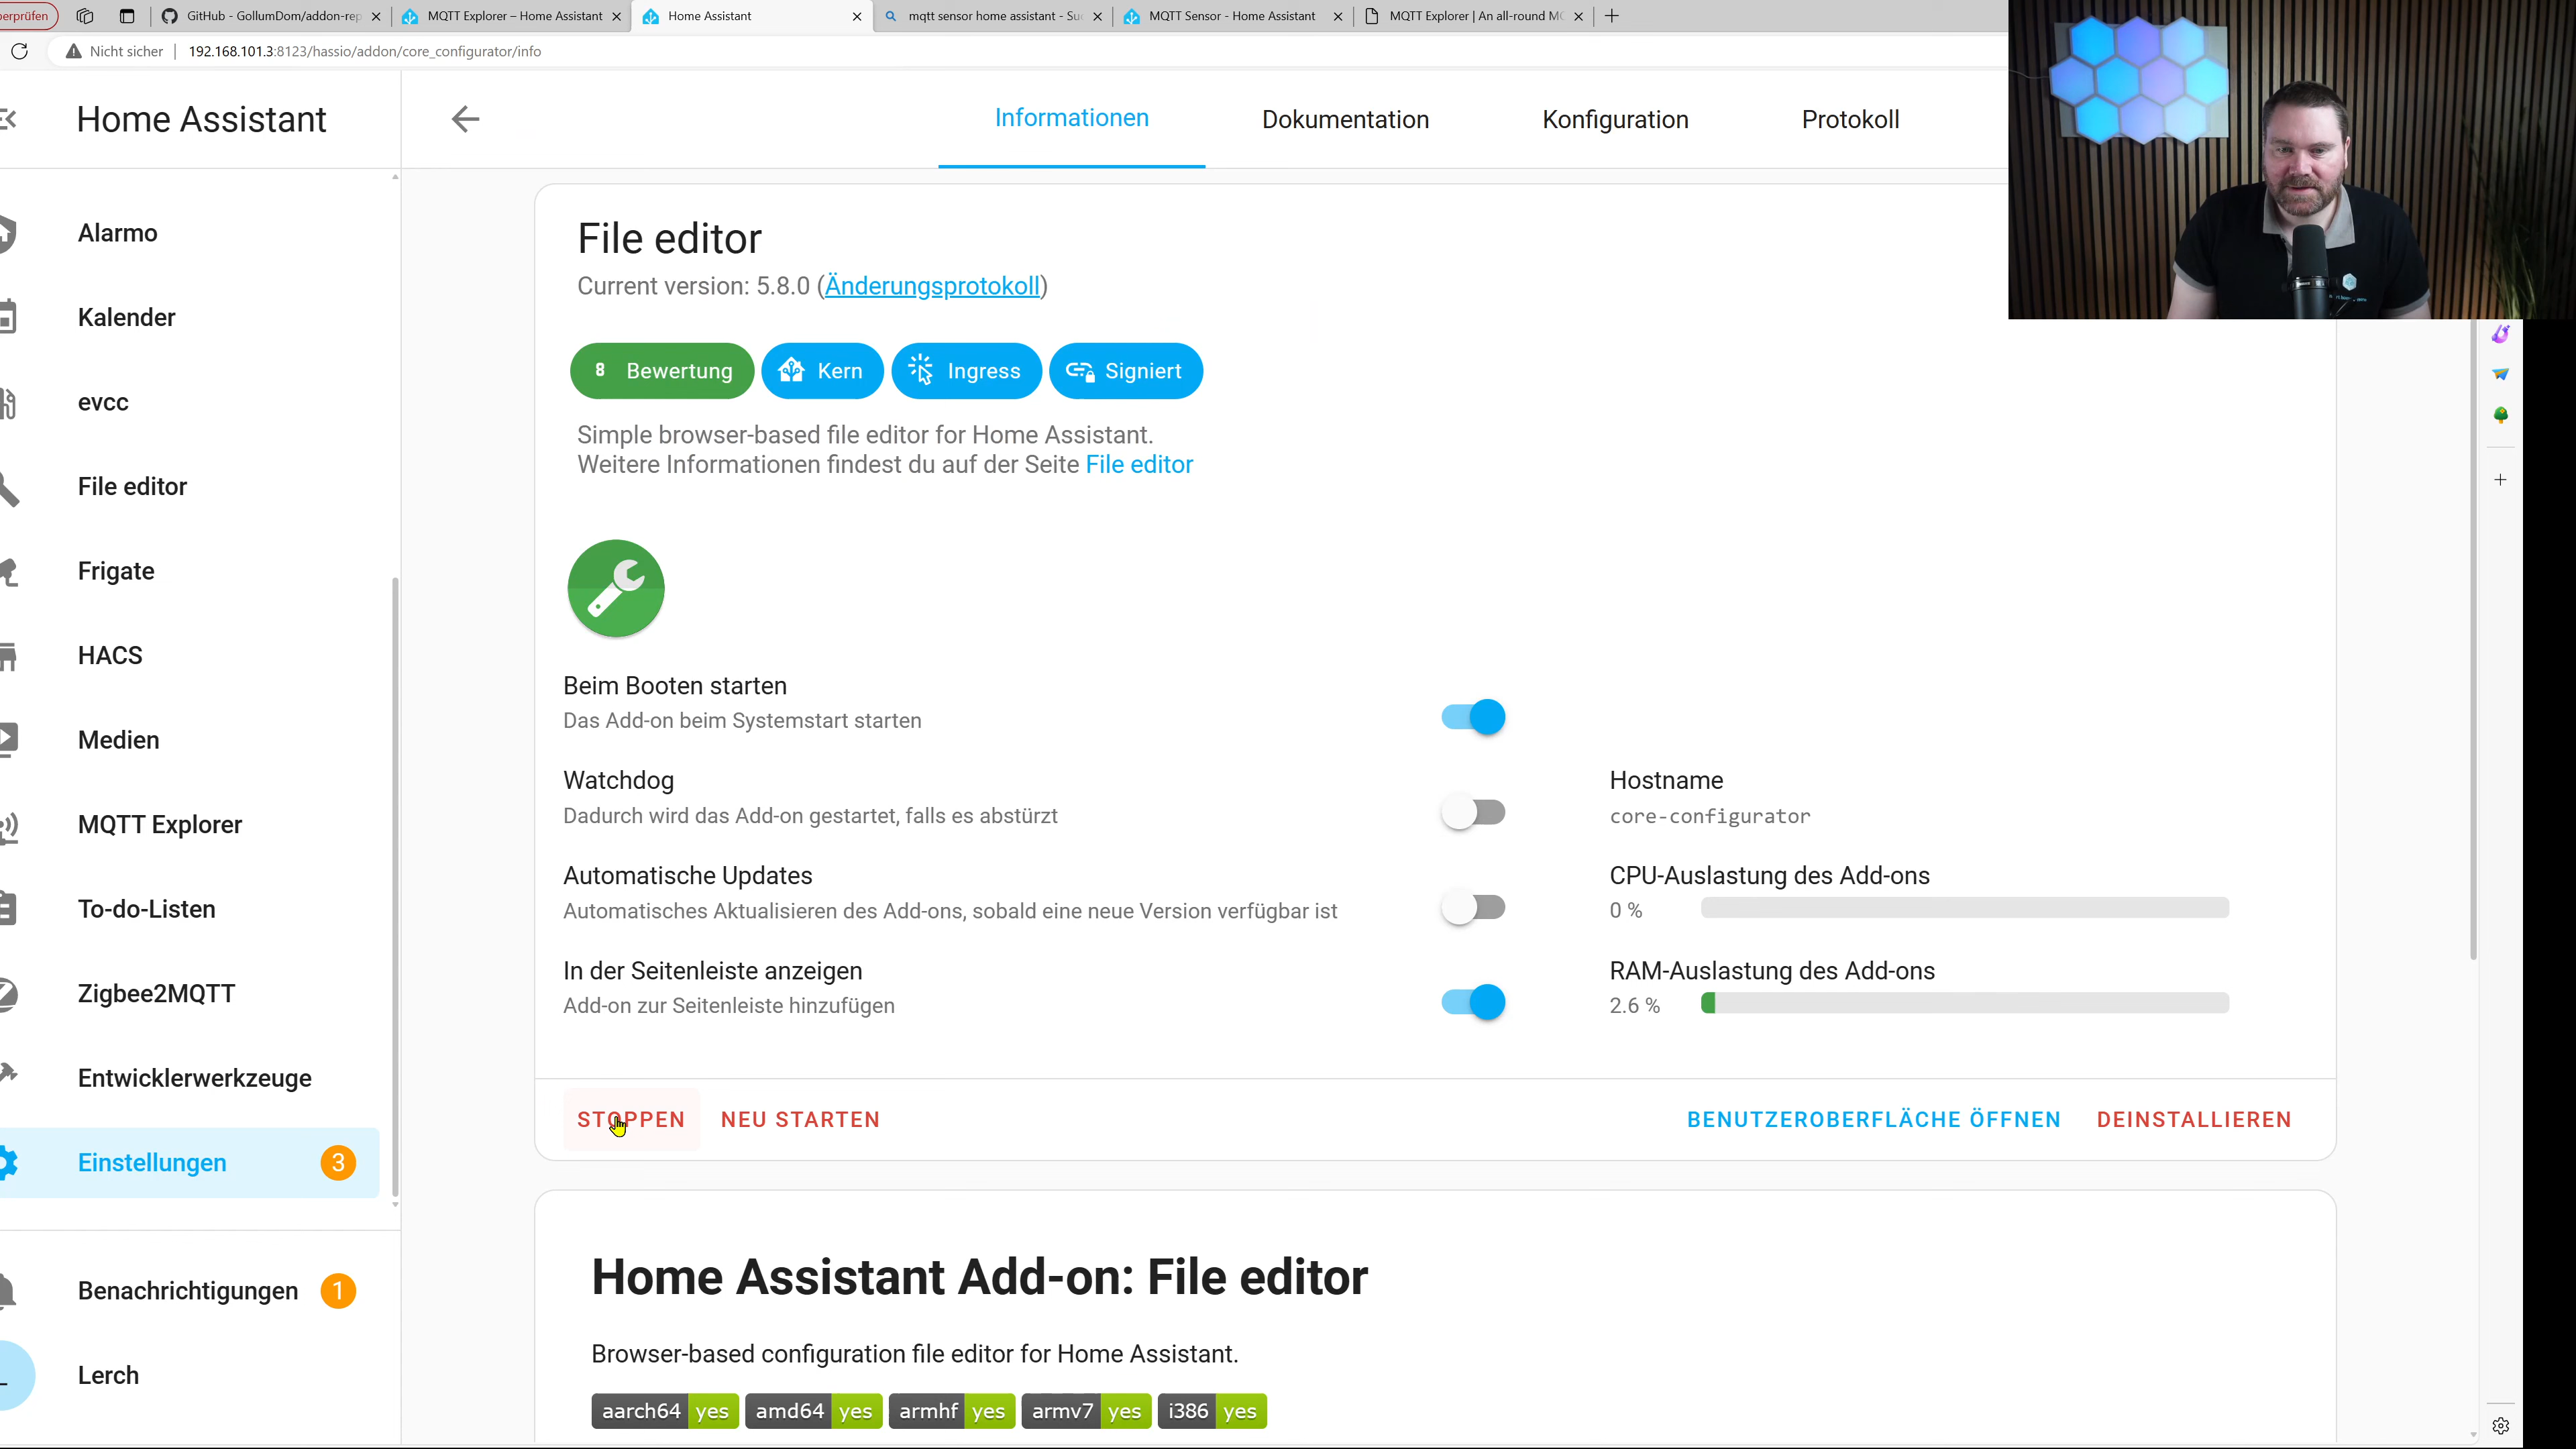 erprüfen
GitHub - GollumDom/addon-rep
MQTT Explorer – Home Assistant
Home Assistant
mqtt sensor home assistant - Su
MQTT Sensor - Home Assistant
MQTT Explorer | An all-round MC
Nicht sicher
192.168.101.3:8123/hassio/addon/core_configurator/info
Home Assistant
Informationen
Dokumentation
Konfiguration
Protokoll
Alarmo
Kalender
evcc
File editor
Frigate
HACS
Medien
MQTT Explorer
To-do-Listen
Zigbee2MQTT
Entwicklerwerkzeuge
Einstellungen
3
Benachrichtigungen
1
Lerch
File editor
Current version: 5.8.0 (Änderungsprotokoll)
8 Bewertung
Kern
Ingress
Signiert
Simple browser-based file editor for Home Assistant.
Weitere Informationen findest du auf der Seite File editor
Beim Booten starten
Das Add-on beim Systemstart starten
Watchdog
Dadurch wird das Add-on gestartet, falls es abstürzt
Automatische Updates
Automatisches Aktualisieren des Add-ons, sobald eine neue Version verfügbar ist
In der Seitenleiste anzeigen
Add-on zur Seitenleiste hinzufügen
Hostname
core-configurator
CPU-Auslastung des Add-ons
0 %
RAM-Auslastung des Add-ons
2.6 %
STOPPEN
NEU STARTEN
BENUTZEROBERFLÄCHE ÖFFNEN
DEINSTALLIEREN
Home Assistant Add-on: File editor
Browser-based configuration file editor for Home Assistant.
aarch64 yes
amd64 yes
armhf yes
armv7 yes
i386 yes